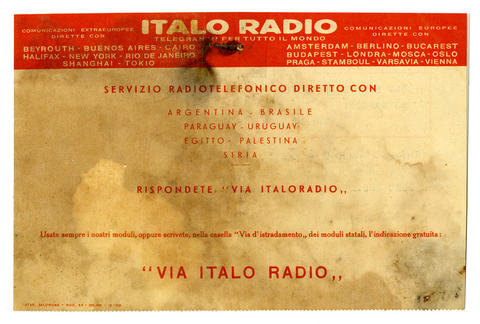 ITALO RADIO
TELEGRAMMI PER TUTTO IL MONDO
COMUNICAZIONI EXTRAEUROPEE
DIRETTE CON
BEYROUTH - BUENOS AIRES - CAIRO
HALIFAX - NEW YORK - RIO DE JANEIRO
SHANGHAI - TOKIO
COMUNICAZIONI EUROPEE
DIRETTE CON
AMSTERDAM - BERLINO - BUCAREST
BUDAPEST - LONDRA - MOSCA - OSLO
PRAGA - STAMBOUL - VARSAVIA - VIENNA
SERVIZIO RADIOTELEFONICO DIRETTO CON
ARGENTINA - BRASILE
PARAGUAY - URUGUAY
EGITTO - PALESTINA
SIRIA
RISPONDETE "VIA ITALORADIO„
Usate sempre i nostri moduli, oppure scrivete, nella casella "Via d'istradamento„ dei moduli statali, l'indicazione gratuita:
"VIA ITALO RADIO„